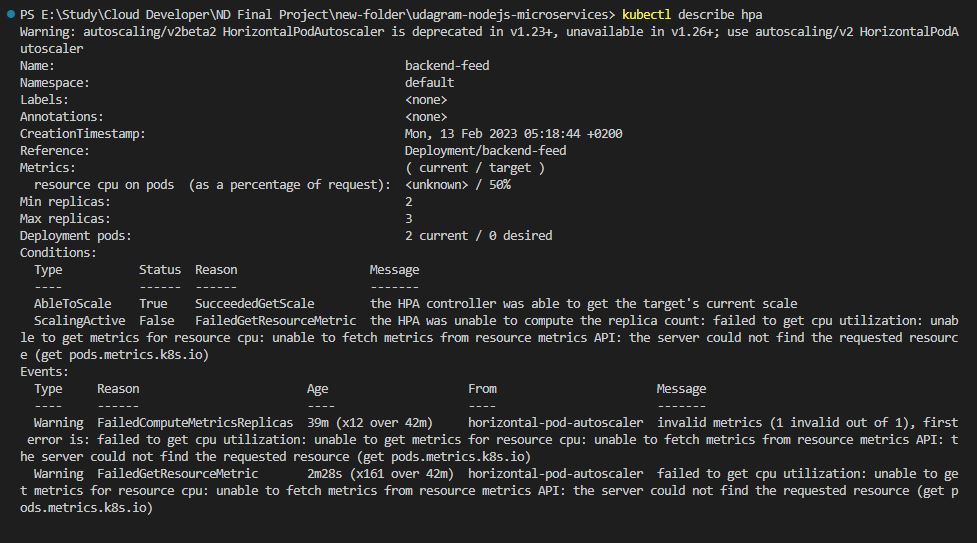 PS E:\Study\Cloud Developer\ND Final Project\new-folder\udagram-nodejs-microservices> kubectl describe hpa
Warning: autoscaling/v2beta2 HorizontalPodAutoscaler is deprecated in v1.23+, unavailable in v1.26+; use autoscaling/v2 HorizontalPodA
utoscaler
Name: backend-feed
Namespace: default
Labels: <none>
Annotations: <none>
CreationTimestamp: Mon, 13 Feb 2023 05:18:44 +0200
Reference: Deployment/backend-feed
Metrics: ( current / target )
resource cpu on pods (as a percentage of request): <unknown> / 50%
Min replicas: 2
Max replicas: 3
Deployment pods: 2 current / 0 desired
Conditions:
Type Status Reason Message
---- ------ ------ -------
AbleToScale True SucceededGetScale the HPA controller was able to get the target's current scale
ScalingActive False FailedGetResourceMetric the HPA was unable to compute the replica count: failed to get cpu utilization: unab
le to get metrics for resource cpu: unable to fetch metrics from resource metrics API: the server could not find the requested resourc
e (get pods.metrics.k8s.io)
Events:
Type Reason Age From Message
---- ------ ---- ---- -------
Warning FailedComputeMetricsReplicas 39m (x12 over 42m) horizontal-pod-autoscaler invalid metrics (1 invalid out of 1), first
error is: failed to get cpu utilization: unable to get metrics for resource cpu: unable to fetch metrics from resource metrics API: t
he server could not find the requested resource (get pods.metrics.k8s.io)
Warning FailedGetResourceMetric 2m28s (x161 over 42m) horizontal-pod-autoscaler failed to get cpu utilization: unable to ge
t metrics for resource cpu: unable to fetch metrics from resource metrics API: the server could not find the requested resource (get p
ods.metrics.k8s.io)